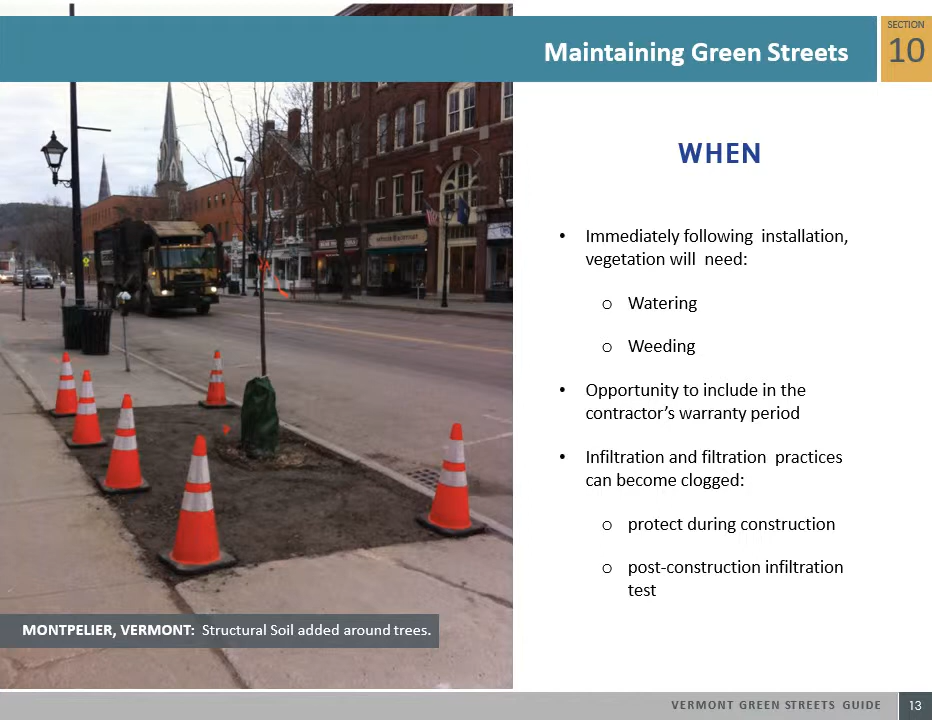 SECTION
10
Maintaining Green Streets
WHEN
• Immediately following installation,
vegetation will need:
o Watering
o Weeding
• Opportunity to include in the
contractor’s warranty period
• Infiltration and filtration practices
can become clogged:
o protect during construction
o post-construction infiltration
test
MONTPELIER, VERMONT: Structural Soil added around trees.
VERMONT GREEN STREETS GUIDE 13